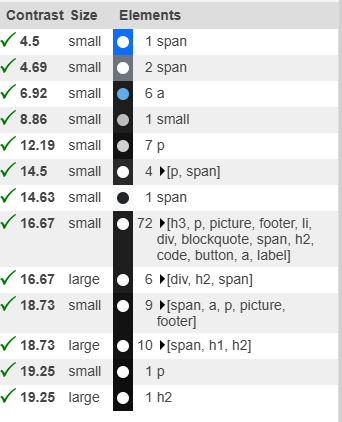 Contrast Size Elements
4.5 small 1 span
4.69 small 2 span
6.92 small 6 a
8.86 small 1 small
12.19 small 7 p
14.5 small 4 [p, span]
14.63 small 1 span
16.67 small 72 [h3, p, picture, footer, li,
div, blockquote, span, h2,
code, button, a, label]
16.67 large 6 [div, h2, span]
18.73 small 9 [span, a, p, picture,
footer]
18.73 large 10 [span, h1, h2]
19.25 small 1 p
19.25 large 1 h2